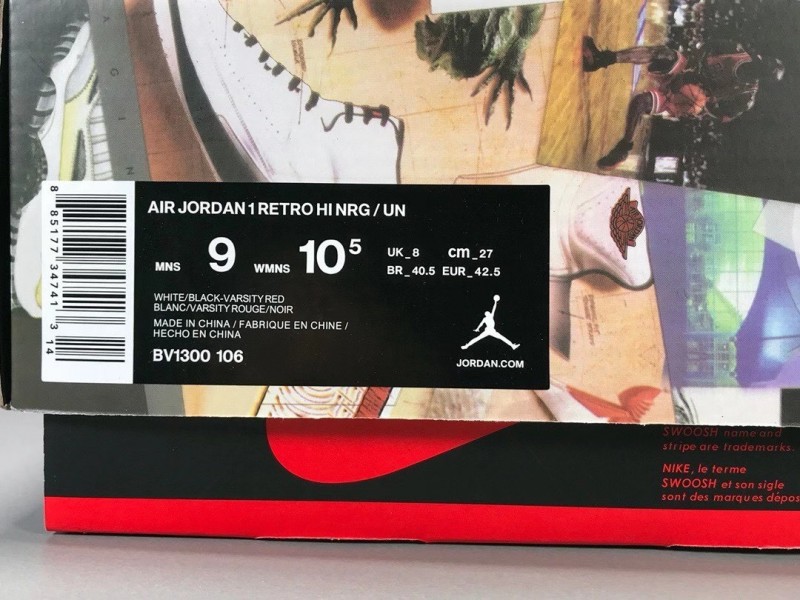 AIR JORDAN 1 RETRO HI NRG / UN
MNS 9 WMNS 10 5
UK_8 cm_27
BR_40.5 EUR_42.5
WHITE/BLACK-VARSITY RED
BLANC/VARSITY ROUGE/NOIR
MADE IN CHINA / FABRIQUE EN CHINE /
HECHO EN CHINA
BV1300 106
JORDAN.COM
8 85177 34741 3 14
SWOOSH name and
stripe are trademarks.
NIKE, le terme
SWOOSH et son sigle
sont des marques dépos